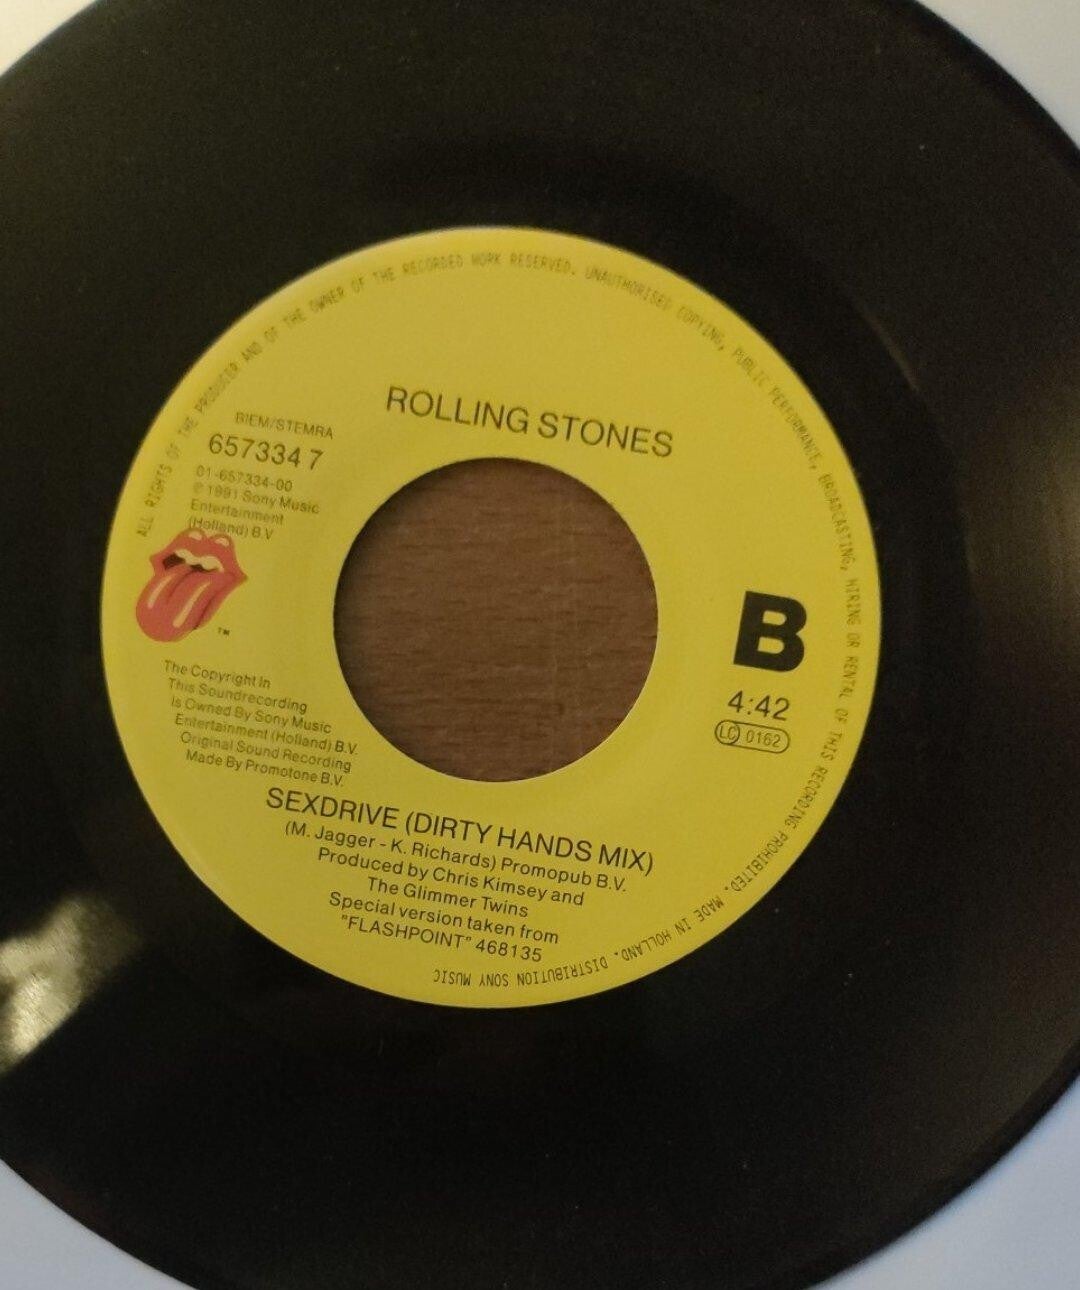 ALL RIGHTS OF THE PRODUCER AND OF THE OWNER OF THE RECORDED WORK RESERVED. UNAUTHORISED COPYING, PUBLIC PERFORMANCE, BROADCASTING, HIRING OR RENTAL OF THIS RECORDING PROHIBITED. MADE IN HOLLAND. DISTRIBUTION SONY MUSIC
ROLLING STONES
BIEM/STEMRA
657334 7
01-657334-00
℗ 1991 Sony Music
Entertainment
(Holland) B.V
TM
B
4:42
LC 0162
The Copyright In
This Soundrecording
Is Owned By Sony Music
Entertainment (Holland) B.V.
Original Sound Recording
Made By Promotone B.V.
SEXDRIVE (DIRTY HANDS MIX)
(M. Jagger - K. Richards) Promopub B.V.
Produced by Chris Kimsey and
The Glimmer Twins
Special version taken from
"FLASHPOINT" 468135